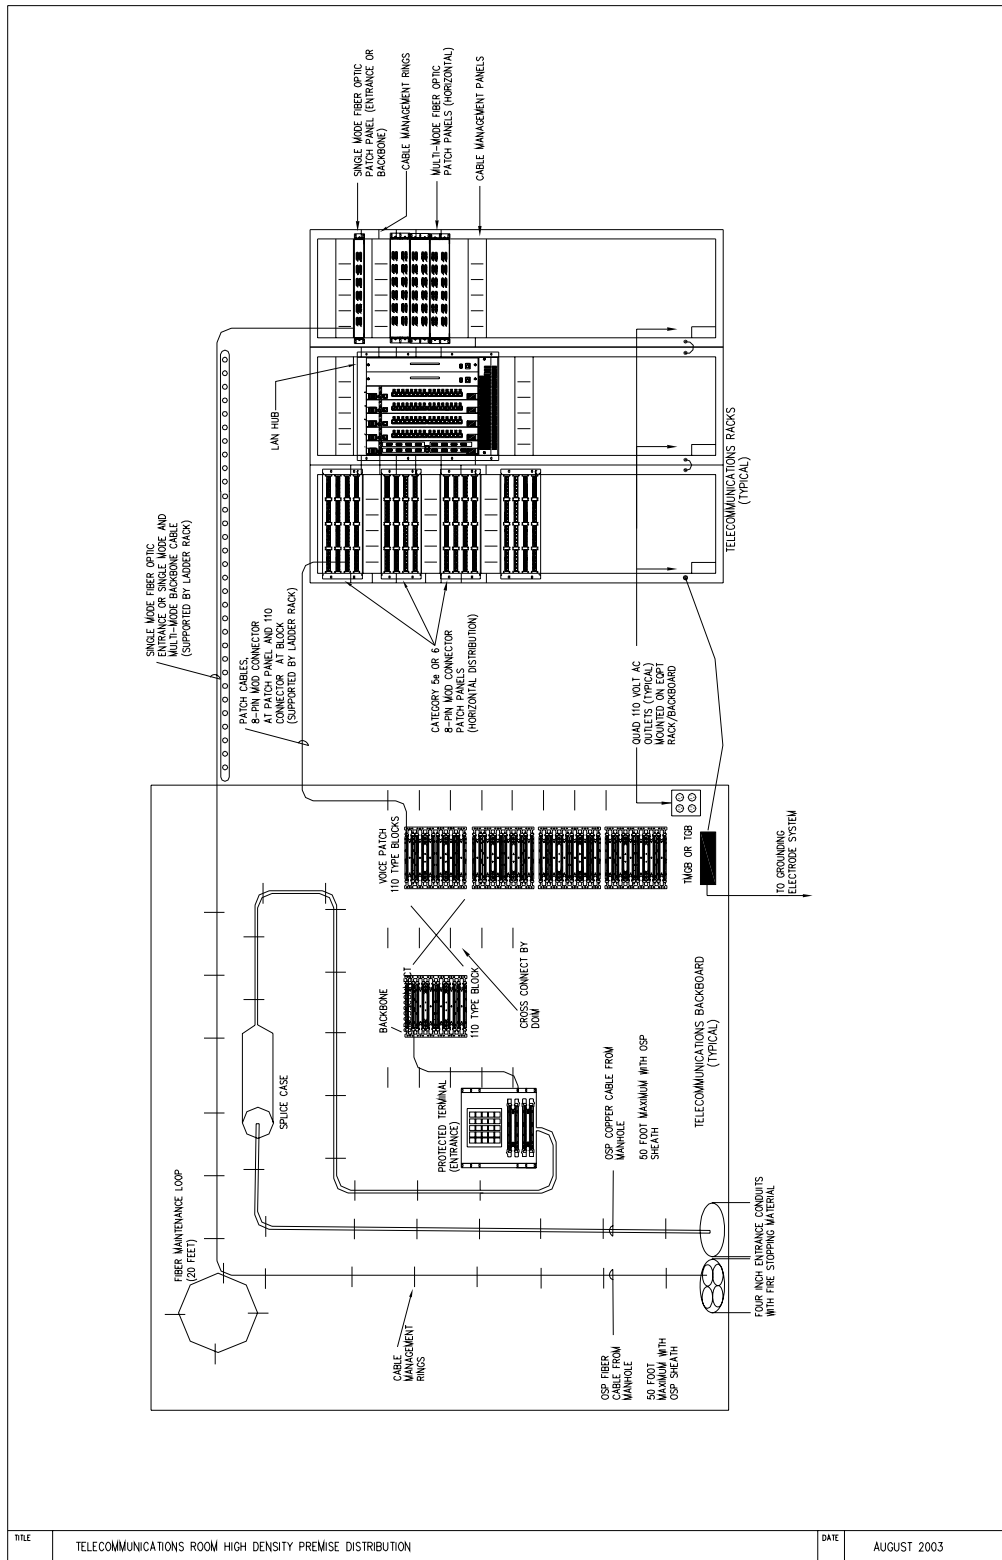 SINGLE MODE FIBER OPTIC
PATCH PANEL (ENTRANCE OR
BACKBONE)
CABLE MANAGEMENT RINGS
MULTI-MODE FIBER OPTIC
PATCH PANELS (HORIZONTAL)
CABLE MANAGEMENT PANELS
LAN HUB
TELECOMMUNICATIONS RACKS
(TYPICAL)
SINGLE MODE FIBER OPTIC
ENTRANCE OR SINGLE MODE AND
MULTI-MODE BACKBONE CABLE
(SUPPORTED BY LADDER RACK)
PATCH CABLES,
8-PIN MOD CONNECTOR
AT PATCH PANEL AND 110
CONNECTOR AT BLOCK
(SUPPORTED BY LADDER RACK)
CATEGORY 5e OR 6
8-PIN MOD CONNECTOR
PATCH PANELS
(HORIZONTAL DISTRIBUTION)
QUAD 110 VOLT AC
OUTLETS (TYPICAL)
MOUNTED ON EQPT
RACK/BACKBOARD
VOICE PATCH
110 TYPE BLOCKS
TMGB OR TGB
TO GROUNDING
ELECTRODE SYSTEM
BACKBONE
CROSSCONNECT
110 TYPE BLOCK
CROSS CONNECT BY
DOIM
TELECOMMUNICATIONS BACKBOARD
(TYPICAL)
SPLICE CASE
PROTECTED TERMINAL
(ENTRANCE)
OSP COPPER CABLE FROM
MANHOLE
50 FOOT MAXIMUM WITH OSP
SHEATH
FIBER MAINTENANCE LOOP
(20 FEET)
FOUR INCH ENTRANCE CONDUITS
WITH FIRE STOPPING MATERIAL
CABLE
MANAGEMENT
RINGS
OSP FIBER
CABLE FROM
MANHOLE
50 FOOT
MAXIMUM WITH
OSP SHEATH
TITLE
TELECOMMUNICATIONS ROOM HIGH DENSITY PREMISE DISTRIBUTION
DATE
AUGUST 2003